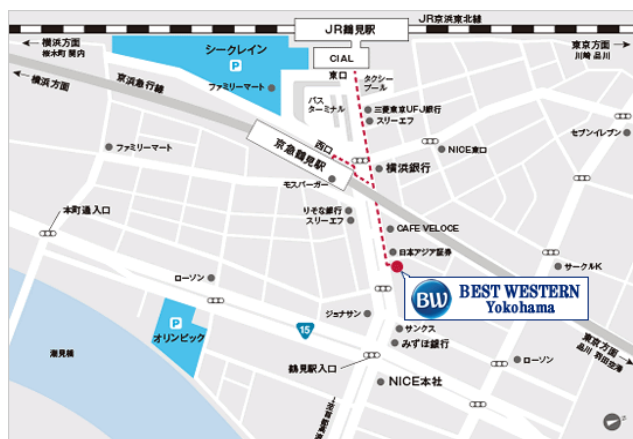 JR京浜東北線
JR鶴見駅
横浜方面
桜木町 関内
東京方面
川崎 品川
シークレイン
P
CIAL
東口
タクシー
プール
横浜方面
京浜急行線
ファミリーマート
バス
ターミナル
三菱東京UFJ銀行
スリーエフ
セブンイレブン
西口
NICE東口
ファミリーマート
京急鶴見駅
横浜銀行
モスバーガー
本町通入口
りそな銀行
スリーエフ
CAFE VELOCE
日本アジア証券
サークルK
ローソン
BW
BEST WESTERN
Yokohama
P
オリンピック
15
ジョナサン
サンクス
みずほ銀行
東京方面
品川 羽田空港
潮見橋
鶴見駅入口
ローソン
NICE本社